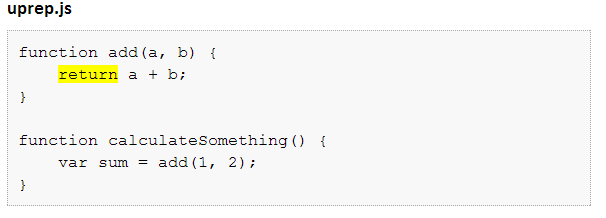 uprep.js
function add(a, b) {
return a + b;
}
function calculateSomething() {
var sum = add(1, 2);
}